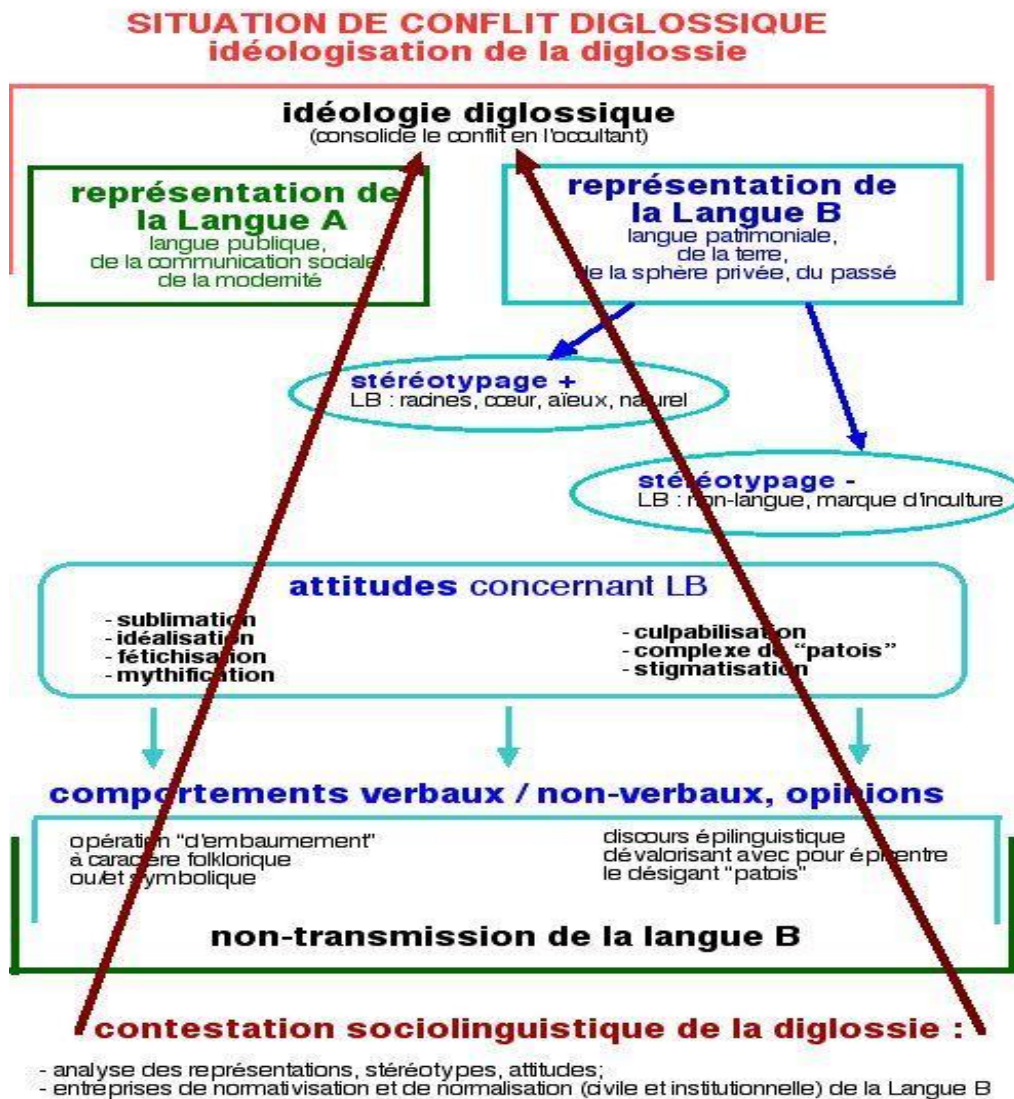 SITUATION DE CONFLIT DIGLOSSIQUE
idéologisation de la diglossie
idéologie diglossique
(consolide le conflit en l'occultant)
représentation de
la Langue A
langue publique,
de la communication sociale,
de la modernité
représentation de
la Langue B
langue patrimoniale,
de la terre,
de la sphère privée, du passé
stéréotypage +
LB : racines, cœur, aïeux, naturel
stéréotypage -
LB : non-langue, marque d'inculture
attitudes concernant LB
- sublimation
- idéalisation
- fétichisation
- mythification
- culpabilisation
- complexe de "patois"
- stigmatisation
comportements verbaux / non-verbaux, opinions
opération "d'embaumement"
à caractère folklorique
ou/et symbolique
discours épilinguistique
dévalorisant avec pour épicentre
le désigant "patois"
non-transmission de la langue B
contestation sociolinguistique de la diglossie :
- analyse des représentations, stéréotypes, attitudes;
- entreprises de normativisation et de normalisation (civile et institutionnelle) de la Langue B